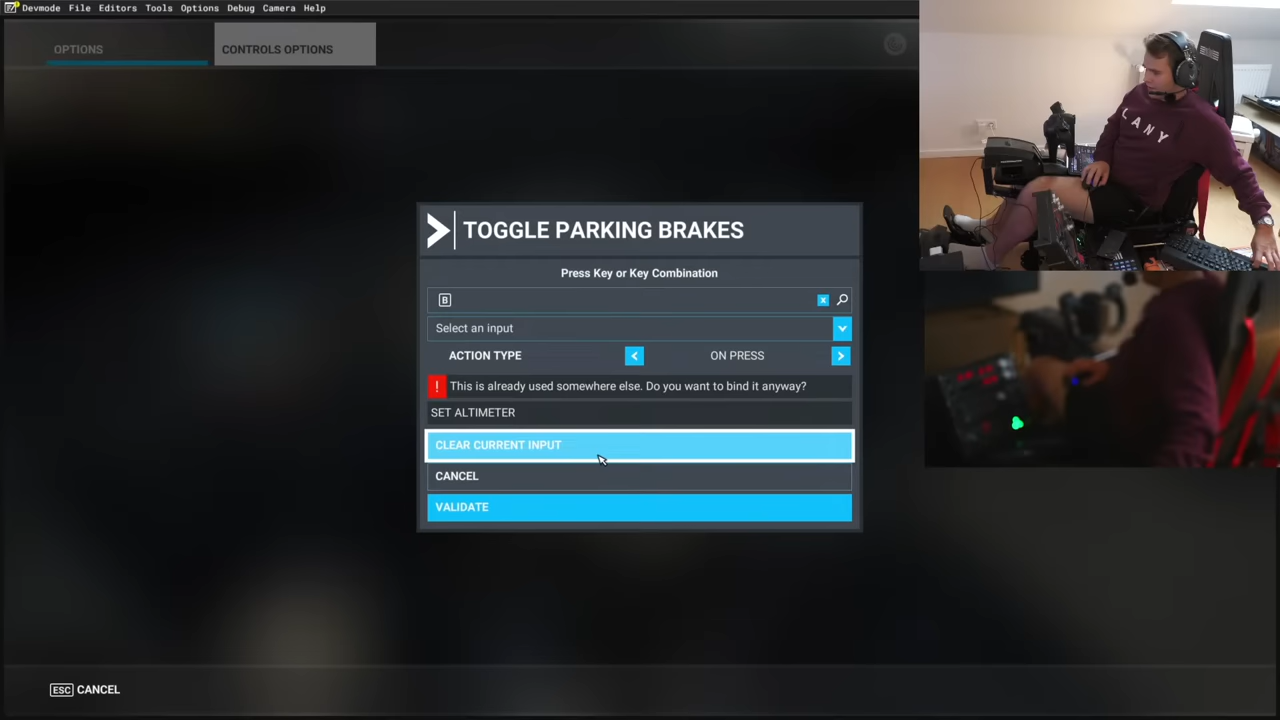 Devmode File Editors Tools Options Debug Camera Help
OPTIONS
CONTROLS OPTIONS
TOGGLE PARKING BRAKES
Press Key or Key Combination
B
x
Select an input
ACTION TYPE < ON PRESS >
! This is already used somewhere else. Do you want to bind it anyway?
SET ALTIMETER
CLEAR CURRENT INPUT
CANCEL
VALIDATE
ESC CANCEL
LANY